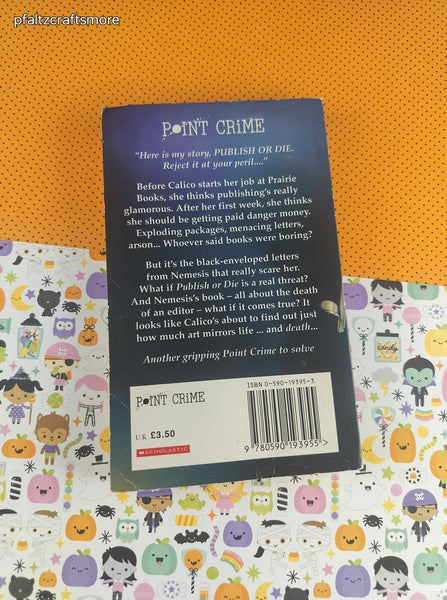 pfaltzcraftsmore
POINT CRiME
“Here is my story, PUBLISH OR DIE.
Reject it at your peril....”
Before Calico starts her job at Prairie
Books, she thinks publishing’s really
glamorous. After her first week, she thinks
she should be getting paid danger money.
Exploding packages, menacing letters,
arson... Whoever said books were boring?
But it’s the black-enveloped letters
from Nemesis that really scare her.
What if Publish or Die is a real threat?
And Nemesis’s book – all about the death
of an editor – what if it comes true? It
looks like Calico’s about to find out just
how much art mirrors life ... and death...
Another gripping Point Crime to solve
POINT CRiME
UK £3.50
SCHOLASTIC
ISBN 0-590-19395-3
9 780590 193955 >
candy